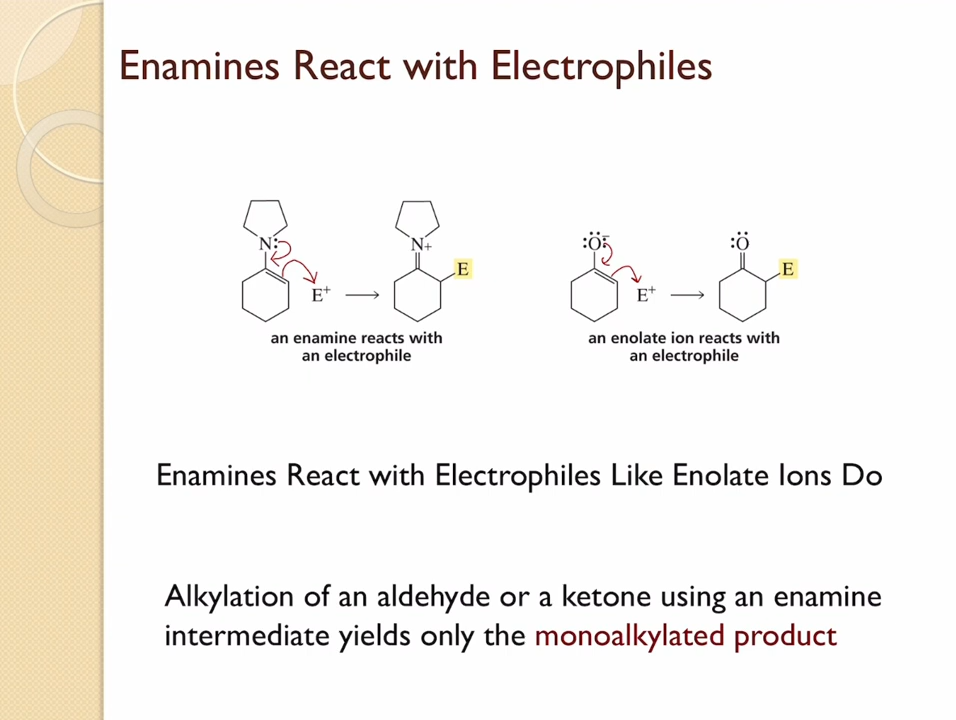 Enamines React with Electrophiles
N:
E⁺
N+
E
an enamine reacts with
an electrophile
:Ö:⁻
E⁺
:Ö
E
an enolate ion reacts with
an electrophile
Enamines React with Electrophiles Like Enolate Ions Do
Alkylation of an aldehyde or a ketone using an enamine
intermediate yields only the monoalkylated product